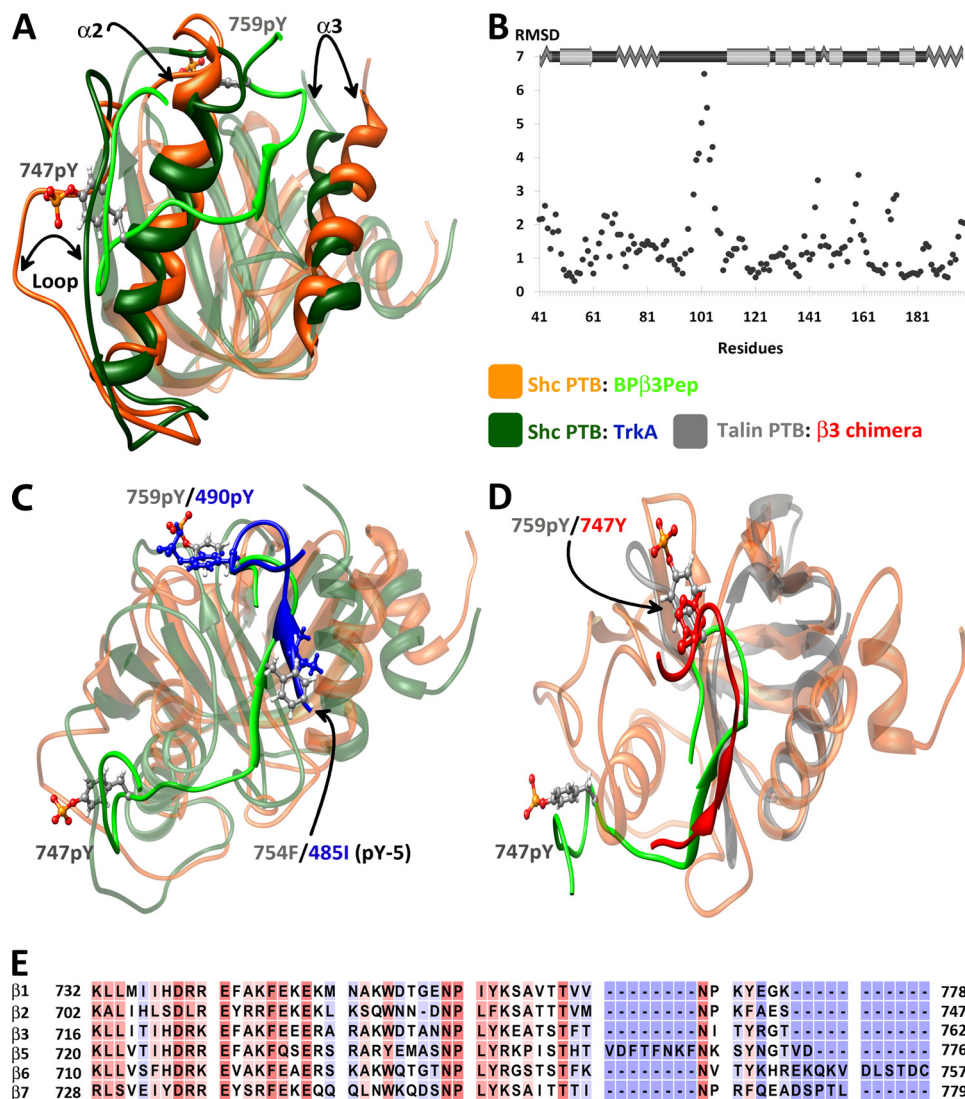 A
α2
759pY
α3
747pY
Loop
B
RMSD
7
6
5
4
3
2
1
0
41 61 81 101 121 141 161 181
Residues
Shc PTB: BPβ3Pep
Shc PTB: TrkA
Talin PTB: β3 chimera
C
759pY/490pY
747pY
754F/485I (pY-5)
D
759pY/747Y
747pY
E
β1 732 KLLMIIHDRR EFAKFEKEKM NAKWDTGENP IYKSAVTTVV --------NP KYEGK----- ------ 778
β2 702 KALIHLSDLR EYRRFEKEKL KSQWNN-DNP LFKSATTTVM --------NP KFAES----- ------ 747
β3 716 KLLITIHDRK EFAKFEEERA RAKWDTANNP LYKEATSTFT --------NI TYRGT----- ------ 762
β5 720 KLLVTIHDRR EFAKFQSERS RARYEMASNP LYRKPISTHT VDFTFNKFNK SYNGTVD--- ------ 776
β6 710 KLLVSFHDRK EVAKFEAERS KAKWQTGTNP LYRGSTSTFK --------NV TYKHREKQKV DLSTDC 757
β7 728 RLSVEIYDRR EYSRFEKEQQ QLNWKQDSNP LYKSAITTTI --------NP RFQEADSPTL ------ 779